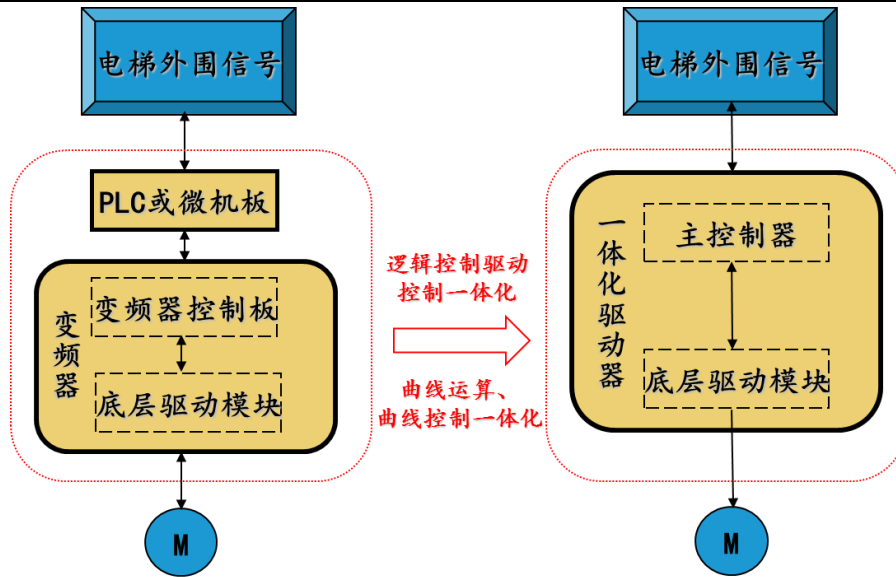 电梯外围信号
PLC或微机板
变频器
变频器控制板
底层驱动模块
M
逻辑控制驱动
控制一体化
曲线运算、
曲线控制一体化
电梯外围信号
一体化驱动器
主控制器
底层驱动模块
M